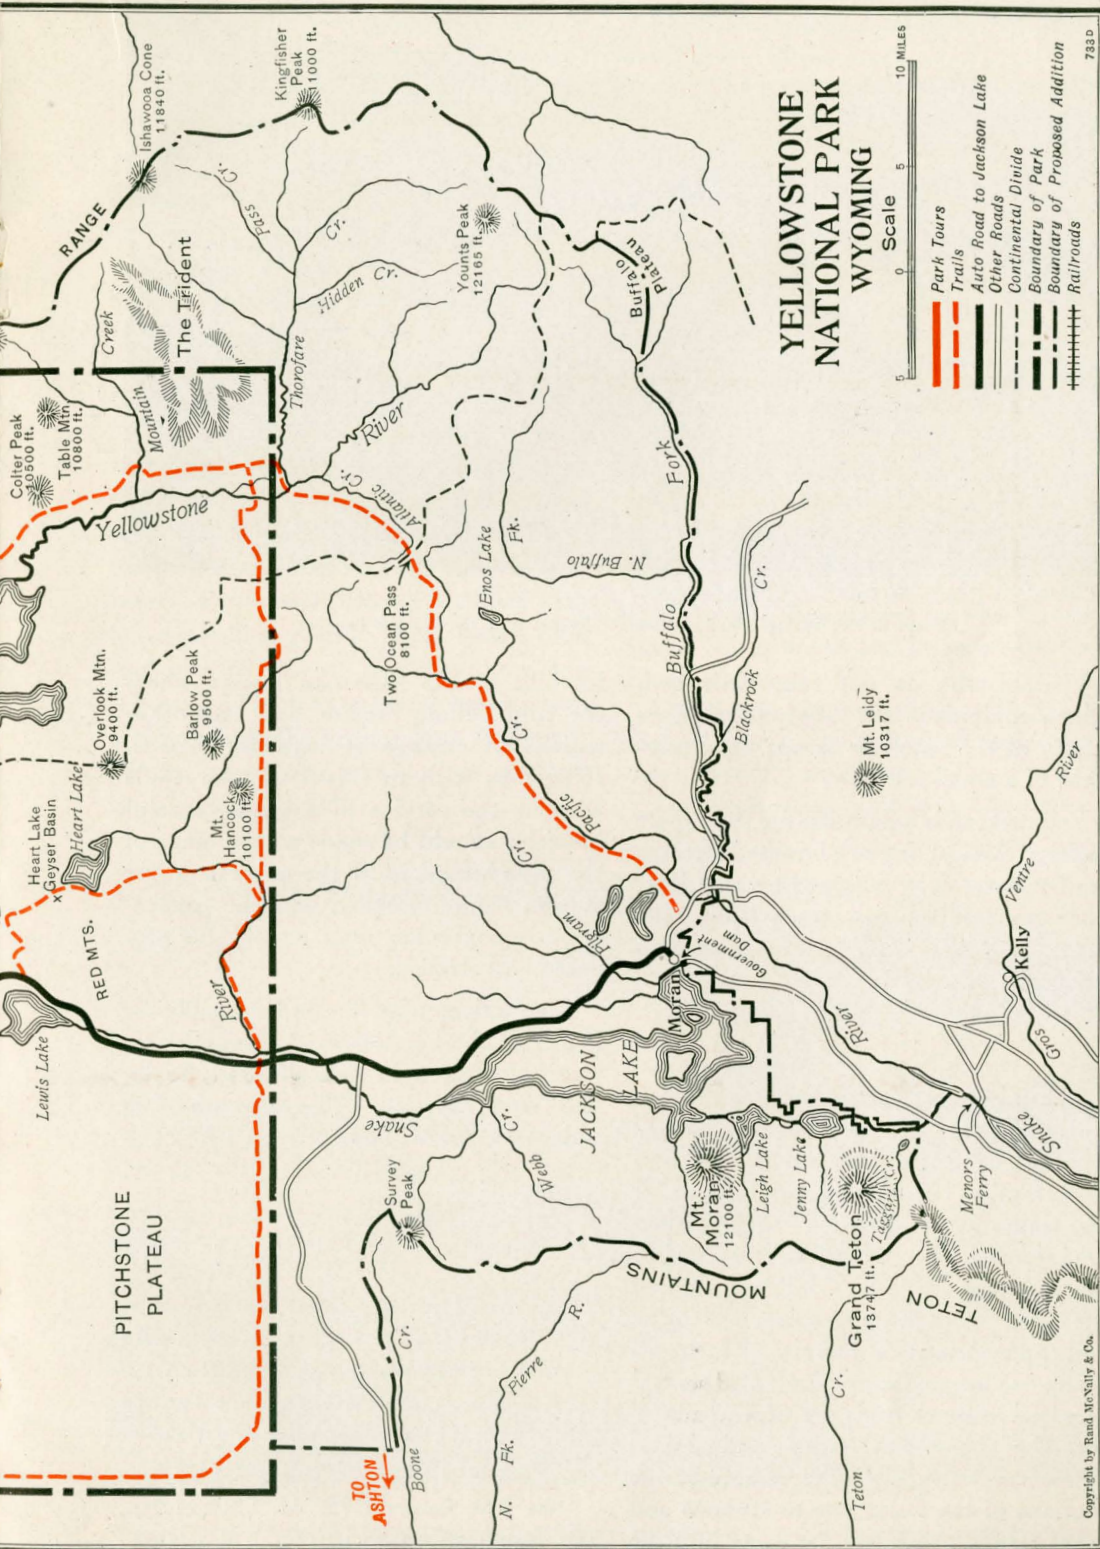 YELLOWSTONE
NATIONAL PARK
WYOMING
Scale
5
0
5
10 MILES
Park Tours
Trails
Auto Road to Jackson Lake
Other Roads
Continental Divide
Boundary of Park
Boundary of Proposed Addition
Railroads
733D
Copyright by Rand McNally & Co.
Ishawooa Cone
11840 ft.
Kingfisher
Peak
11000 ft.
RANGE
Pass
Cr.
Cr.
Hidden Cr.
Younts Peak
12165 ft.
The Trident
Creek
Mountain
Thorofare
Colter Peak
10500 ft.
Table Mtn.
10800 ft.
Yellowstone
River
Atlantic
Cr.
Buffalo
Plateau
Fork
Buffalo
N. Buffalo
Fk.
Enos Lake
Two Ocean Pass
8100 ft.
Overlook Mtn.
9400 ft.
Barlow Peak
9500 ft.
Mt.
Hancock
10100 ft.
Heart Lake
Heart Lake
Geyser Basin
x
RED MTS.
River
Lewis Lake
Snake
PITCHSTONE
PLATEAU
Pacific
Cr.
Pilgram
Cr.
Government
Dam
Moran
JACKSON
LAKE
Blackrock
Cr.
Mt. Leidy
10317 ft.
Gros
Ventre
River
Kelly
River
Snake
Menors
Ferry
Webb
Cr.
Survey
Peak
Mt.
Moran
12100 ft.
Leigh Lake
Jenny Lake
Taggart Cr.
Grand Teton
13747 ft.
TETON
MOUNTAINS
TO
ASHTON
Boone
Cr.
N. Fk. Pierre R.
Teton
Cr.